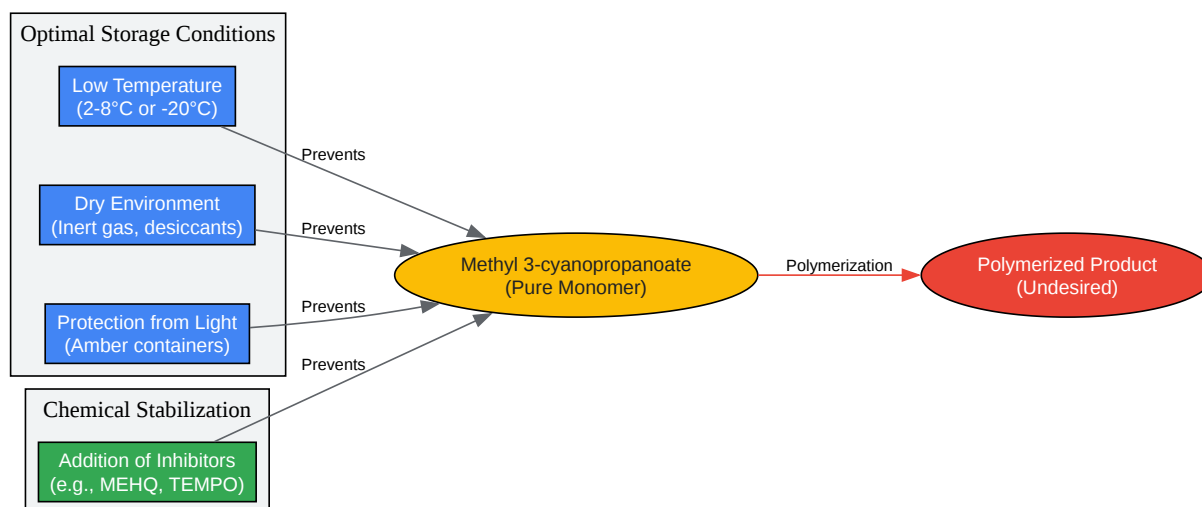 Optimal Storage Conditions
Low Temperature
(2-8°C or -20°C)
Prevents
Dry Environment
(Inert gas, desiccants)
Prevents
Protection from Light
(Amber containers)
Prevents
Chemical Stabilization
Addition of Inhibitors
(e.g., MEHQ, TEMPO)
Prevents
Methyl 3-cyanopropanoate
(Pure Monomer)
Polymerization
Polymerized Product
(Undesired)